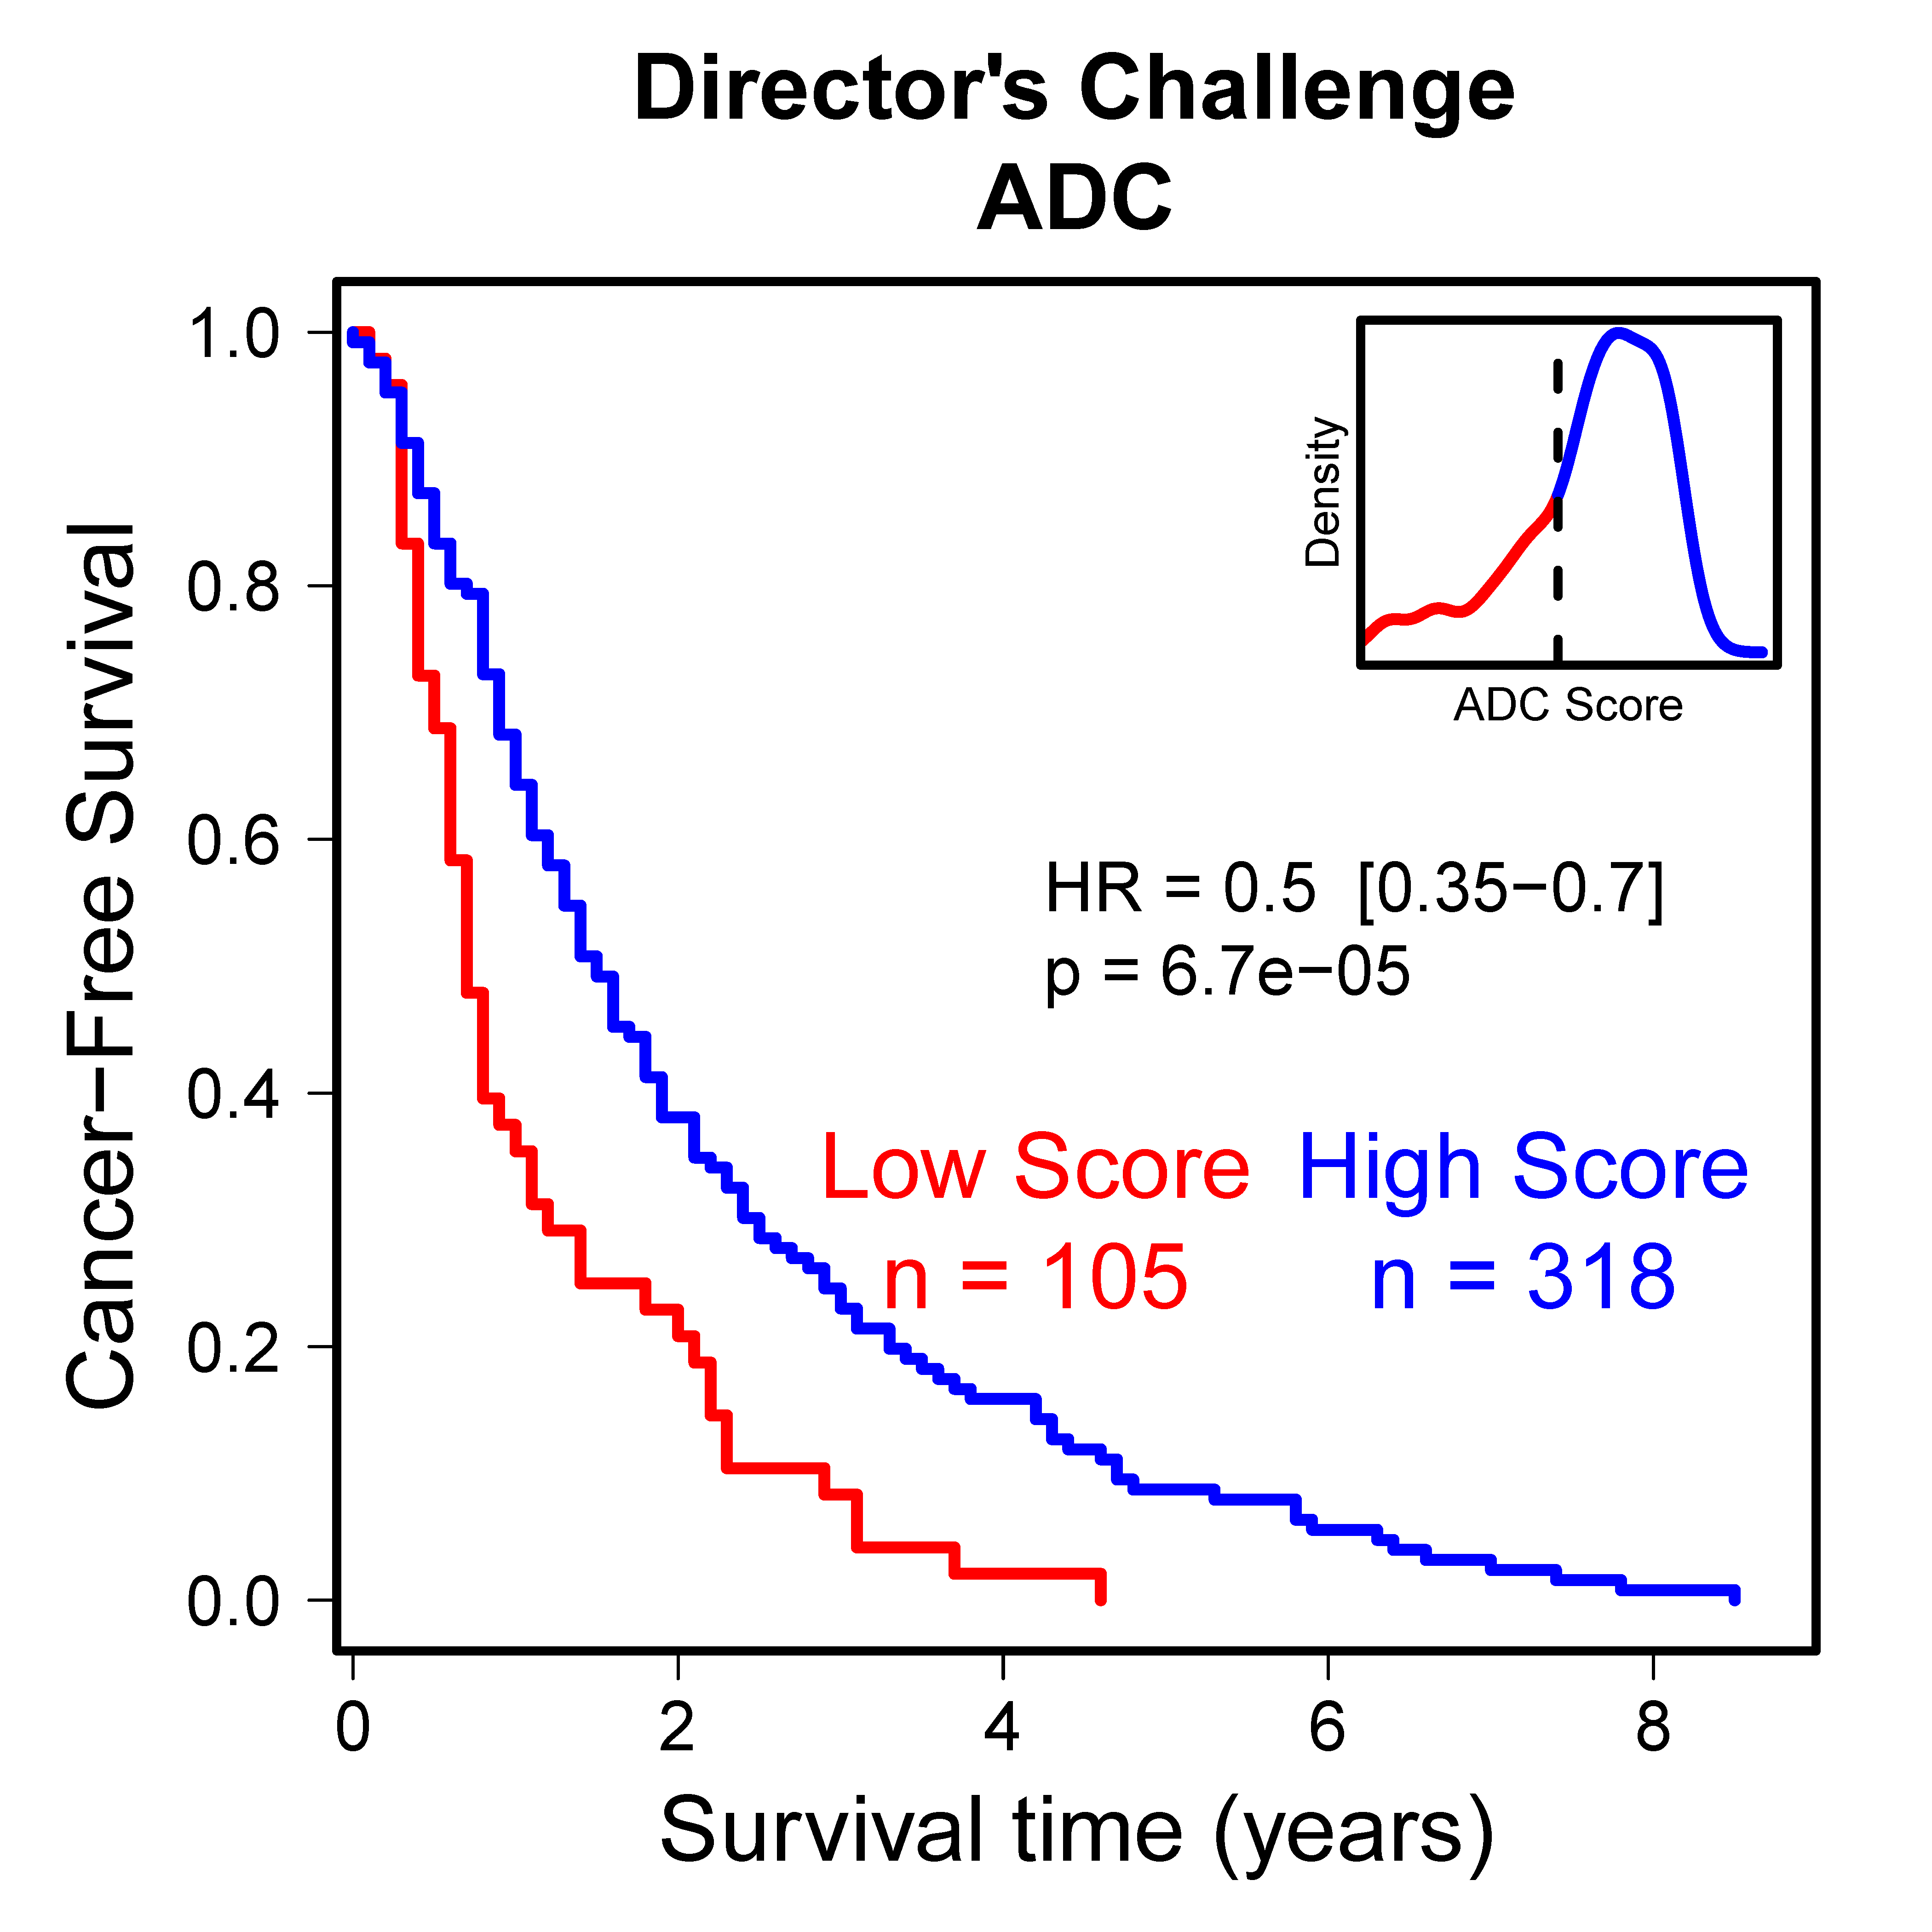 Director's Challenge
ADC
Cancer−Free Survival
1.0
0.8
0.6
0.4
0.2
0.0
Density
ADC Score
HR = 0.5 [0.35−0.7]
p = 6.7e−05
Low Score High Score
n = 105 n = 318
0 2 4 6 8
Survival time (years)